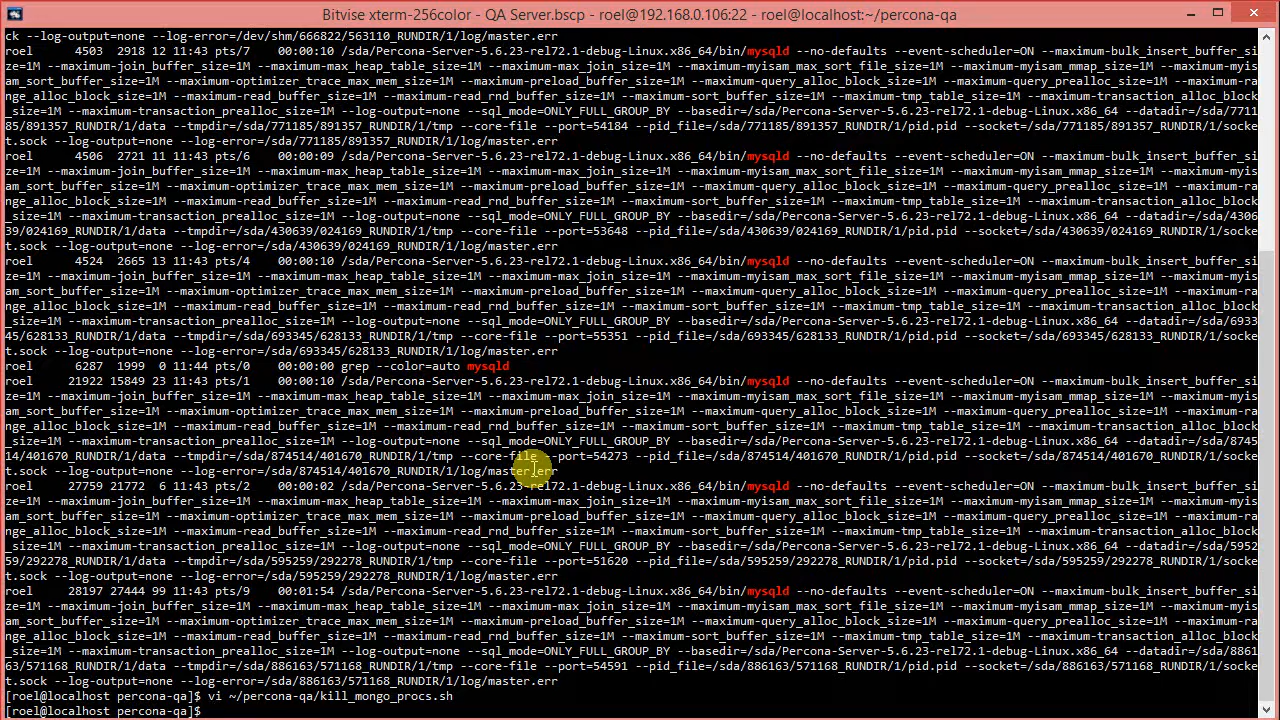 Bitvise xterm-256color - QA Server.bscp - roel@192.168.0.106:22 - roel@localhost:~/percona-qa
ck --log-output=none --log-error=/dev/shm/666822/563110_RUNDIR/1/log/master.err
roel      4503  2918 12 11:43 pts/7    00:00:10 /sda/Percona-Server-5.6.23-rel72.1-debug-Linux.x86_64/bin/mysqld --no-defaults --event-scheduler=ON --maximum-bulk_insert_buffer_si
ze=1M --maximum-join_buffer_size=1M --maximum-max_heap_table_size=1M --maximum-max_join_size=1M --maximum-myisam_max_sort_file_size=1M --maximum-myisam_mmap_size=1M --maximum-myis
am_sort_buffer_size=1M --maximum-optimizer_trace_max_mem_size=1M --maximum-preload_buffer_size=1M --maximum-query_alloc_block_size=1M --maximum-query_prealloc_size=1M --maximum-ra
nge_alloc_block_size=1M --maximum-read_buffer_size=1M --maximum-read_rnd_buffer_size=1M --maximum-sort_buffer_size=1M --maximum-tmp_table_size=1M --maximum-transaction_alloc_block
_size=1M --maximum-transaction_prealloc_size=1M --log-output=none --sql_mode=ONLY_FULL_GROUP_BY --basedir=/sda/Percona-Server-5.6.23-rel72.1-debug-Linux.x86_64 --datadir=/sda/7711
85/891357_RUNDIR/1/data --tmpdir=/sda/771185/891357_RUNDIR/1/tmp --core-file --port=54184 --pid_file=/sda/771185/891357_RUNDIR/1/pid.pid --socket=/sda/771185/891357_RUNDIR/1/socke
t.sock --log-output=none --log-error=/sda/771185/891357_RUNDIR/1/log/master.err
roel      4506  2721 11 11:43 pts/6    00:00:09 /sda/Percona-Server-5.6.23-rel72.1-debug-Linux.x86_64/bin/mysqld --no-defaults --event-scheduler=ON --maximum-bulk_insert_buffer_si
ze=1M --maximum-join_buffer_size=1M --maximum-max_heap_table_size=1M --maximum-max_join_size=1M --maximum-myisam_max_sort_file_size=1M --maximum-myisam_mmap_size=1M --maximum-myis
am_sort_buffer_size=1M --maximum-optimizer_trace_max_mem_size=1M --maximum-preload_buffer_size=1M --maximum-query_alloc_block_size=1M --maximum-query_prealloc_size=1M --maximum-ra
nge_alloc_block_size=1M --maximum-read_buffer_size=1M --maximum-read_rnd_buffer_size=1M --maximum-sort_buffer_size=1M --maximum-tmp_table_size=1M --maximum-transaction_alloc_block
_size=1M --maximum-transaction_prealloc_size=1M --log-output=none --sql_mode=ONLY_FULL_GROUP_BY --basedir=/sda/Percona-Server-5.6.23-rel72.1-debug-Linux.x86_64 --datadir=/sda/4306
39/024169_RUNDIR/1/data --tmpdir=/sda/430639/024169_RUNDIR/1/tmp --core-file --port=53648 --pid_file=/sda/430639/024169_RUNDIR/1/pid.pid --socket=/sda/430639/024169_RUNDIR/1/socke
t.sock --log-output=none --log-error=/sda/430639/024169_RUNDIR/1/log/master.err
roel      4524  2665 13 11:43 pts/4    00:00:10 /sda/Percona-Server-5.6.23-rel72.1-debug-Linux.x86_64/bin/mysqld --no-defaults --event-scheduler=ON --maximum-bulk_insert_buffer_si
ze=1M --maximum-join_buffer_size=1M --maximum-max_heap_table_size=1M --maximum-max_join_size=1M --maximum-myisam_max_sort_file_size=1M --maximum-myisam_mmap_size=1M --maximum-myis
am_sort_buffer_size=1M --maximum-optimizer_trace_max_mem_size=1M --maximum-preload_buffer_size=1M --maximum-query_alloc_block_size=1M --maximum-query_prealloc_size=1M --maximum-ra
nge_alloc_block_size=1M --maximum-read_buffer_size=1M --maximum-read_rnd_buffer_size=1M --maximum-sort_buffer_size=1M --maximum-tmp_table_size=1M --maximum-transaction_alloc_block
_size=1M --maximum-transaction_prealloc_size=1M --log-output=none --sql_mode=ONLY_FULL_GROUP_BY --basedir=/sda/Percona-Server-5.6.23-rel72.1-debug-Linux.x86_64 --datadir=/sda/6933
45/628133_RUNDIR/1/data --tmpdir=/sda/693345/628133_RUNDIR/1/tmp --core-file --port=55351 --pid_file=/sda/693345/628133_RUNDIR/1/pid.pid --socket=/sda/693345/628133_RUNDIR/1/socke
t.sock --log-output=none --log-error=/sda/693345/628133_RUNDIR/1/log/master.err
roel      6287  1999  0 11:44 pts/0    00:00:00 grep --color=auto mysqld
roel     21922 15849 23 11:43 pts/1    00:00:10 /sda/Percona-Server-5.6.23-rel72.1-debug-Linux.x86_64/bin/mysqld --no-defaults --event-scheduler=ON --maximum-bulk_insert_buffer_si
ze=1M --maximum-join_buffer_size=1M --maximum-max_heap_table_size=1M --maximum-max_join_size=1M --maximum-myisam_max_sort_file_size=1M --maximum-myisam_mmap_size=1M --maximum-myis
am_sort_buffer_size=1M --maximum-optimizer_trace_max_mem_size=1M --maximum-preload_buffer_size=1M --maximum-query_alloc_block_size=1M --maximum-query_prealloc_size=1M --maximum-ra
nge_alloc_block_size=1M --maximum-read_buffer_size=1M --maximum-read_rnd_buffer_size=1M --maximum-sort_buffer_size=1M --maximum-tmp_table_size=1M --maximum-transaction_alloc_block
_size=1M --maximum-transaction_prealloc_size=1M --log-output=none --sql_mode=ONLY_FULL_GROUP_BY --basedir=/sda/Percona-Server-5.6.23-rel72.1-debug-Linux.x86_64 --datadir=/sda/8745
14/401670_RUNDIR/1/data --tmpdir=/sda/874514/401670_RUNDIR/1/tmp --core-file --port=54273 --pid_file=/sda/874514/401670_RUNDIR/1/pid.pid --socket=/sda/874514/401670_RUNDIR/1/socke
t.sock --log-output=none --log-error=/sda/874514/401670_RUNDIR/1/log/master.err
roel     27759 21772  6 11:43 pts/2    00:00:02 /sda/Percona-Server-5.6.23-rel72.1-debug-Linux.x86_64/bin/mysqld --no-defaults --event-scheduler=ON --maximum-bulk_insert_buffer_si
ze=1M --maximum-join_buffer_size=1M --maximum-max_heap_table_size=1M --maximum-max_join_size=1M --maximum-myisam_max_sort_file_size=1M --maximum-myisam_mmap_size=1M --maximum-myis
am_sort_buffer_size=1M --maximum-optimizer_trace_max_mem_size=1M --maximum-preload_buffer_size=1M --maximum-query_alloc_block_size=1M --maximum-query_prealloc_size=1M --maximum-ra
nge_alloc_block_size=1M --maximum-read_buffer_size=1M --maximum-read_rnd_buffer_size=1M --maximum-sort_buffer_size=1M --maximum-tmp_table_size=1M --maximum-transaction_alloc_block
_size=1M --maximum-transaction_prealloc_size=1M --log-output=none --sql_mode=ONLY_FULL_GROUP_BY --basedir=/sda/Percona-Server-5.6.23-rel72.1-debug-Linux.x86_64 --datadir=/sda/5952
59/292278_RUNDIR/1/data --tmpdir=/sda/595259/292278_RUNDIR/1/tmp --core-file --port=51620 --pid_file=/sda/595259/292278_RUNDIR/1/pid.pid --socket=/sda/595259/292278_RUNDIR/1/socke
t.sock --log-output=none --log-error=/sda/595259/292278_RUNDIR/1/log/master.err
roel     28197 27444 99 11:43 pts/9    00:01:54 /sda/Percona-Server-5.6.23-rel72.1-debug-Linux.x86_64/bin/mysqld --no-defaults --event-scheduler=ON --maximum-bulk_insert_buffer_si
ze=1M --maximum-join_buffer_size=1M --maximum-max_heap_table_size=1M --maximum-max_join_size=1M --maximum-myisam_max_sort_file_size=1M --maximum-myisam_mmap_size=1M --maximum-myis
am_sort_buffer_size=1M --maximum-optimizer_trace_max_mem_size=1M --maximum-preload_buffer_size=1M --maximum-query_alloc_block_size=1M --maximum-query_prealloc_size=1M --maximum-ra
nge_alloc_block_size=1M --maximum-read_buffer_size=1M --maximum-read_rnd_buffer_size=1M --maximum-sort_buffer_size=1M --maximum-tmp_table_size=1M --maximum-transaction_alloc_block
_size=1M --maximum-transaction_prealloc_size=1M --log-output=none --sql_mode=ONLY_FULL_GROUP_BY --basedir=/sda/Percona-Server-5.6.23-rel72.1-debug-Linux.x86_64 --datadir=/sda/8861
63/571168_RUNDIR/1/data --tmpdir=/sda/886163/571168_RUNDIR/1/tmp --core-file --port=54591 --pid_file=/sda/886163/571168_RUNDIR/1/pid.pid --socket=/sda/886163/571168_RUNDIR/1/socke
t.sock --log-output=none --log-error=/sda/886163/571168_RUNDIR/1/log/master.err
[roel@localhost percona-qa]$ vi ~/percona-qa/kill_mongo_procs.sh
[roel@localhost percona-qa]$